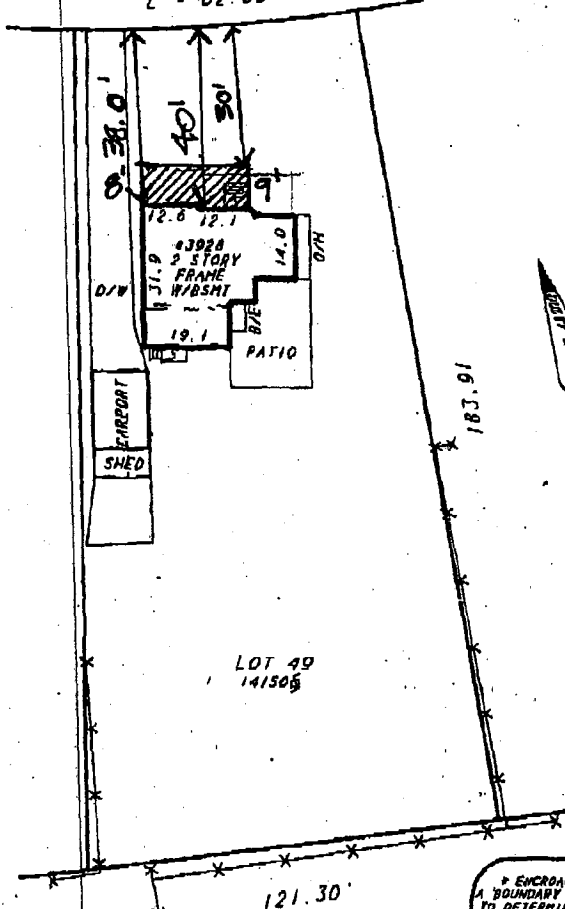 38.0'
40'
30'
8
9'
12.6
12.1
#3928
2 STORY
FRAME
W/BSMT
31.9
14.0
O/H
D/W
19.1
B/E
PATIO
S
CARPORT
SHED
183.91
LOT 49
14150
121.30'
* ENCROA
A BOUNDARY
TO DETERMI